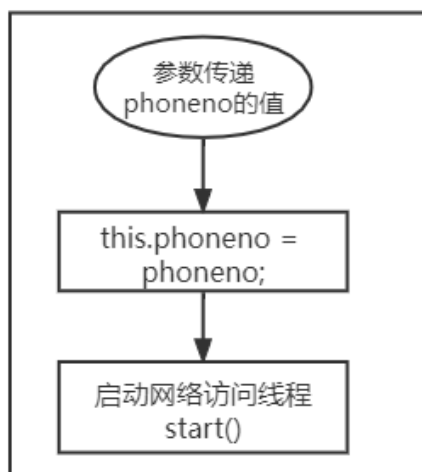 参数传递
phoneno的值
this.phoneno =
phoneno;
启动网络访问线程
start()